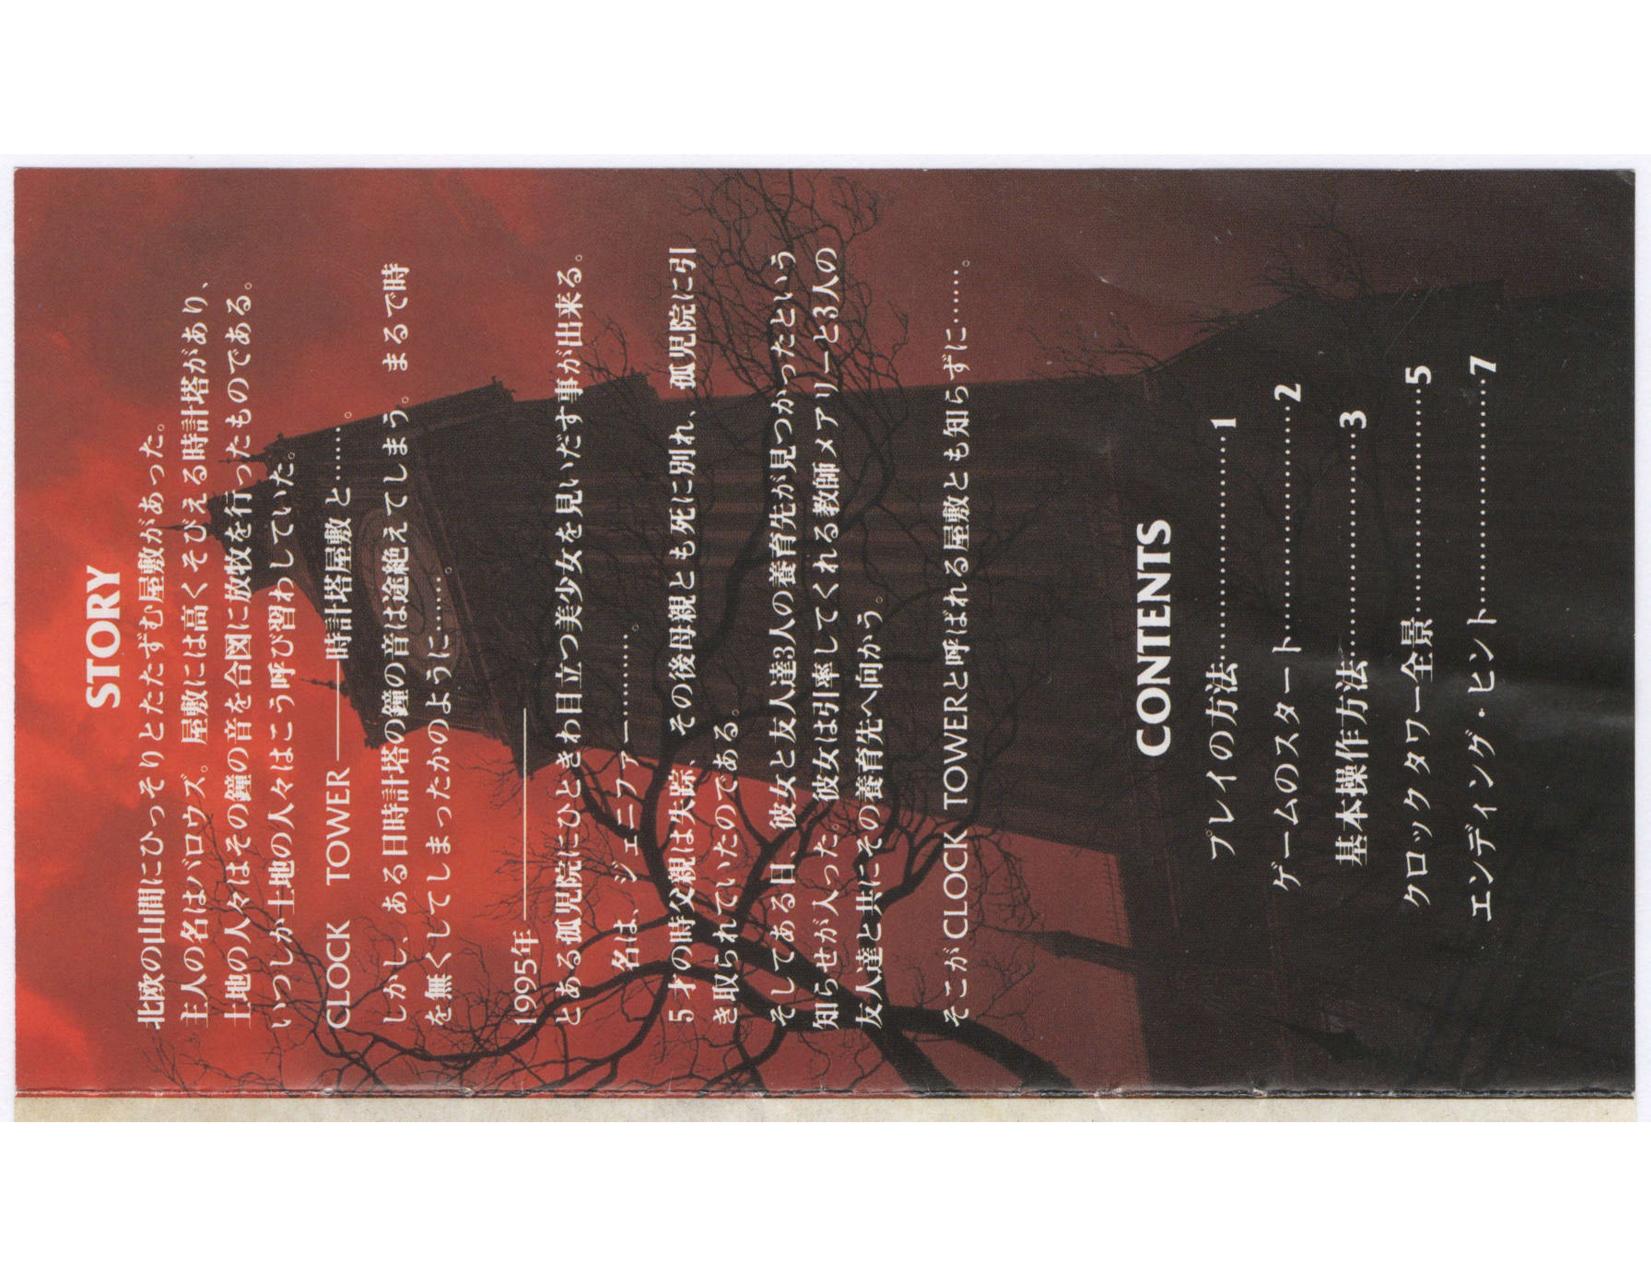 STORY
北欧の山間にひっそりとたたずむ屋敷があった。
主人の名はバロウズ。屋敷には高くそびえる時計塔があり、
土地の人々はその鐘の音を合図に放牧を行ったものである。
いつしか土地の人々はこう呼び習わしていた。
CLOCK　TOWER―――時計塔屋敷 と……。
しかし、ある日時計塔の鐘の音は途絶えてしまう。まるで時
を無くしてしまったかのように……。
1995年 ―――――――
とある孤児院にひときわ目立つ美少女を見いだす事が出来る。
名は、ジェニファー………。
5才の時父親は失踪、その後母親とも死に別れ、孤児院に引
き取られていたのである。
そしてある日、彼女と友人達3人の養育先が見つかったという
知らせが入った。彼女は引率してくれる教師メアリーと3人の
友人達と共にその養育先へ向かう。
そこがCLOCK　TOWERと呼ばれる屋敷とも知らずに……。
CONTENTS
プレイの方法…………………1
ゲームのスタート…………………2
基本操作方法…………………3
クロックタワー全景…………………5
エンディング・ヒント…………………7